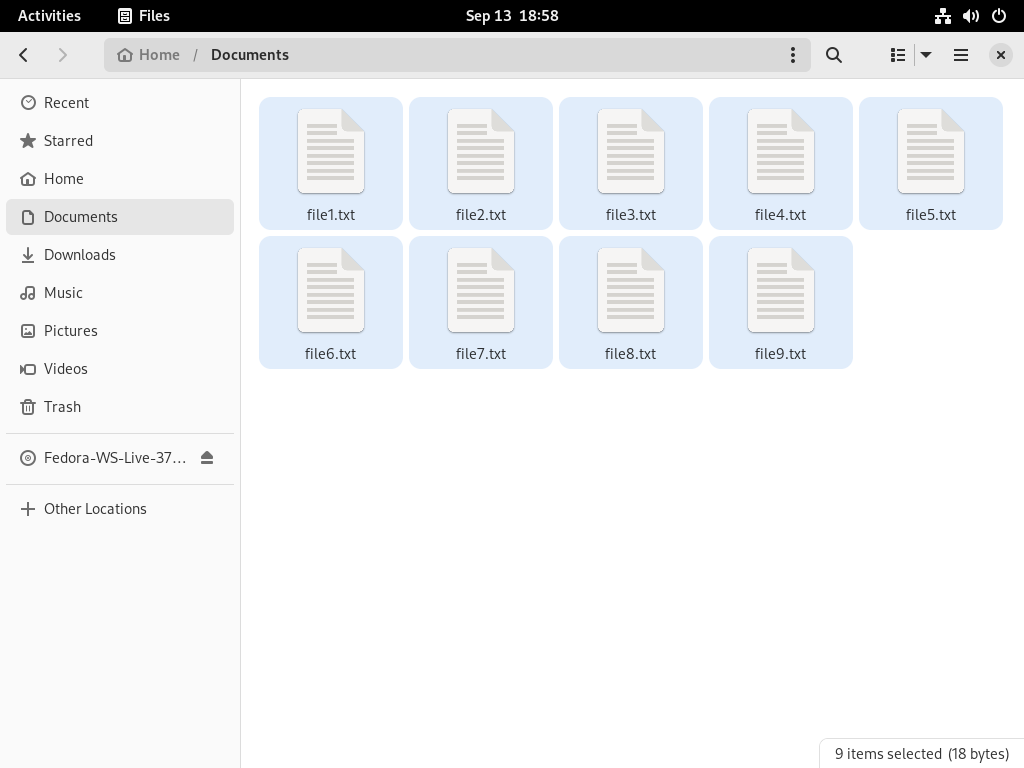 Activities Files Sep 13 18:58
Home / Documents
Recent
Starred
Home
Documents
Downloads
Music
Pictures
Videos
Trash
Fedora-WS-Live-37...
Other Locations
file1.txt file2.txt file3.txt file4.txt file5.txt
file6.txt file7.txt file8.txt file9.txt
9 items selected (18 bytes)